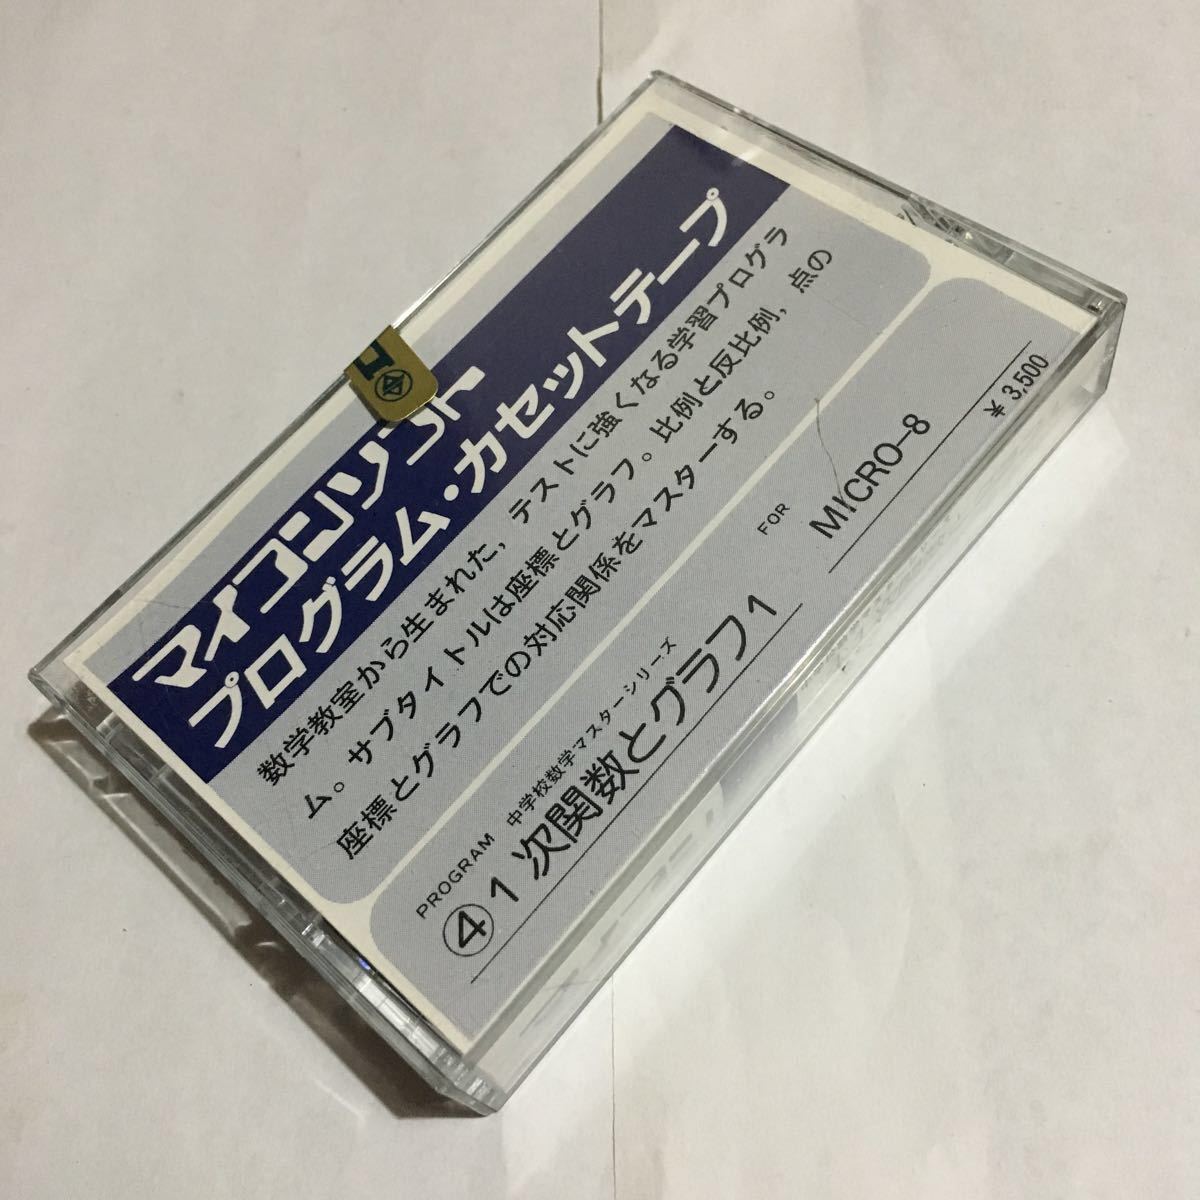 マイコンソフト
プログラム・カセットテープ
数学教室から生まれた，テストに強くなる学習プログラ
ム。サブタイトルは座標とグラフ。比例と反比例，点の
座標とグラフでの対応関係をマスターする。
PROGRAM 中学校数学マスターシリーズ
④1次関数とグラフ1
FOR
MICRO-8
¥3,500